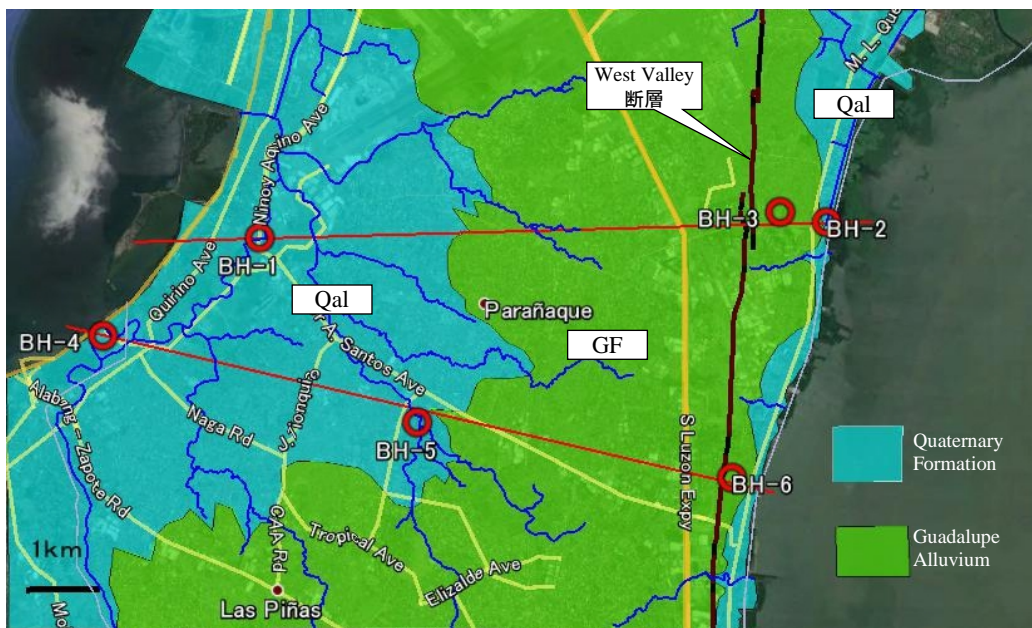 M. L. Que
West Valley
断層
Qal
Ninoy Aquino Ave
BH-3
BH-2
BH-1
Quirino Ave
Qal
Parañaque
BH-4
GF
A. Santos Ave
Alabzng - Zapote Rd
Naga Rd
BH-5
S Luzon Expy
Quaternary
Formation
BH-6
CAA Rd
Tropical Ave
1km
Elizalde Ave
Guadalupe
Alluvium
Las Piñas